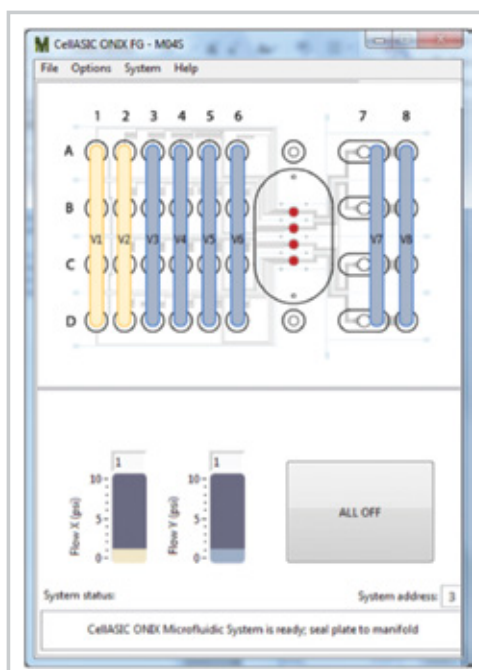 CellASIC ONIX FG - M04S
File Options System Help
1 2 3 4 5 6 7 8
A
B
V1 V2 V3 V4 V5 V6 V7 V8
C
D
1 1
10 10
5 5
0 0
Flow X (psi) Flow Y (psi)
ALL OFF
System status: System address: 3
CellASIC ONIX Microfluidic System is ready; seal plate to manifold